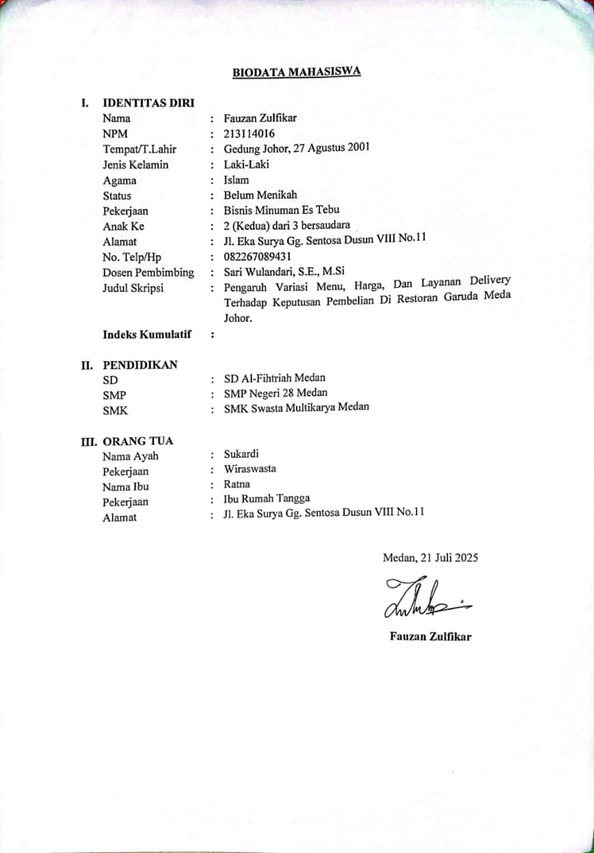 BIODATA MAHASISWA
I. IDENTITAS DIRI
Nama : Fauzan Zulfikar
NPM : 213114016
Tempat/T.Lahir : Gedung Johor, 27 Agustus 2001
Jenis Kelamin : Laki-Laki
Agama : Islam
Status : Belum Menikah
Pekerjaan : Bisnis Minuman Es Tebu
Anak Ke : 2 (Kedua) dari 3 bersaudara
Alamat : Jl. Eka Surya Gg. Sentosa Dusun VIII No.11
No. Telp/Hp : 082267089431
Dosen Pembimbing : Sari Wulandari, S.E., M.Si
Judul Skripsi : Pengaruh Variasi Menu, Harga, Dan Layanan Delivery
Terhadap Keputusan Pembelian Di Restoran Garuda Meda
Johor.
Indeks Kumulatif :
II. PENDIDIKAN
SD : SD Al-Fihtriah Medan
SMP : SMP Negeri 28 Medan
SMK : SMK Swasta Multikarya Medan
III. ORANG TUA
Nama Ayah : Sukardi
Pekerjaan : Wiraswasta
Nama Ibu : Ratna
Pekerjaan : Ibu Rumah Tangga
Alamat : Jl. Eka Surya Gg. Sentosa Dusun VIII No.11
Medan, 21 Juli 2025
Fauzan Zulfikar